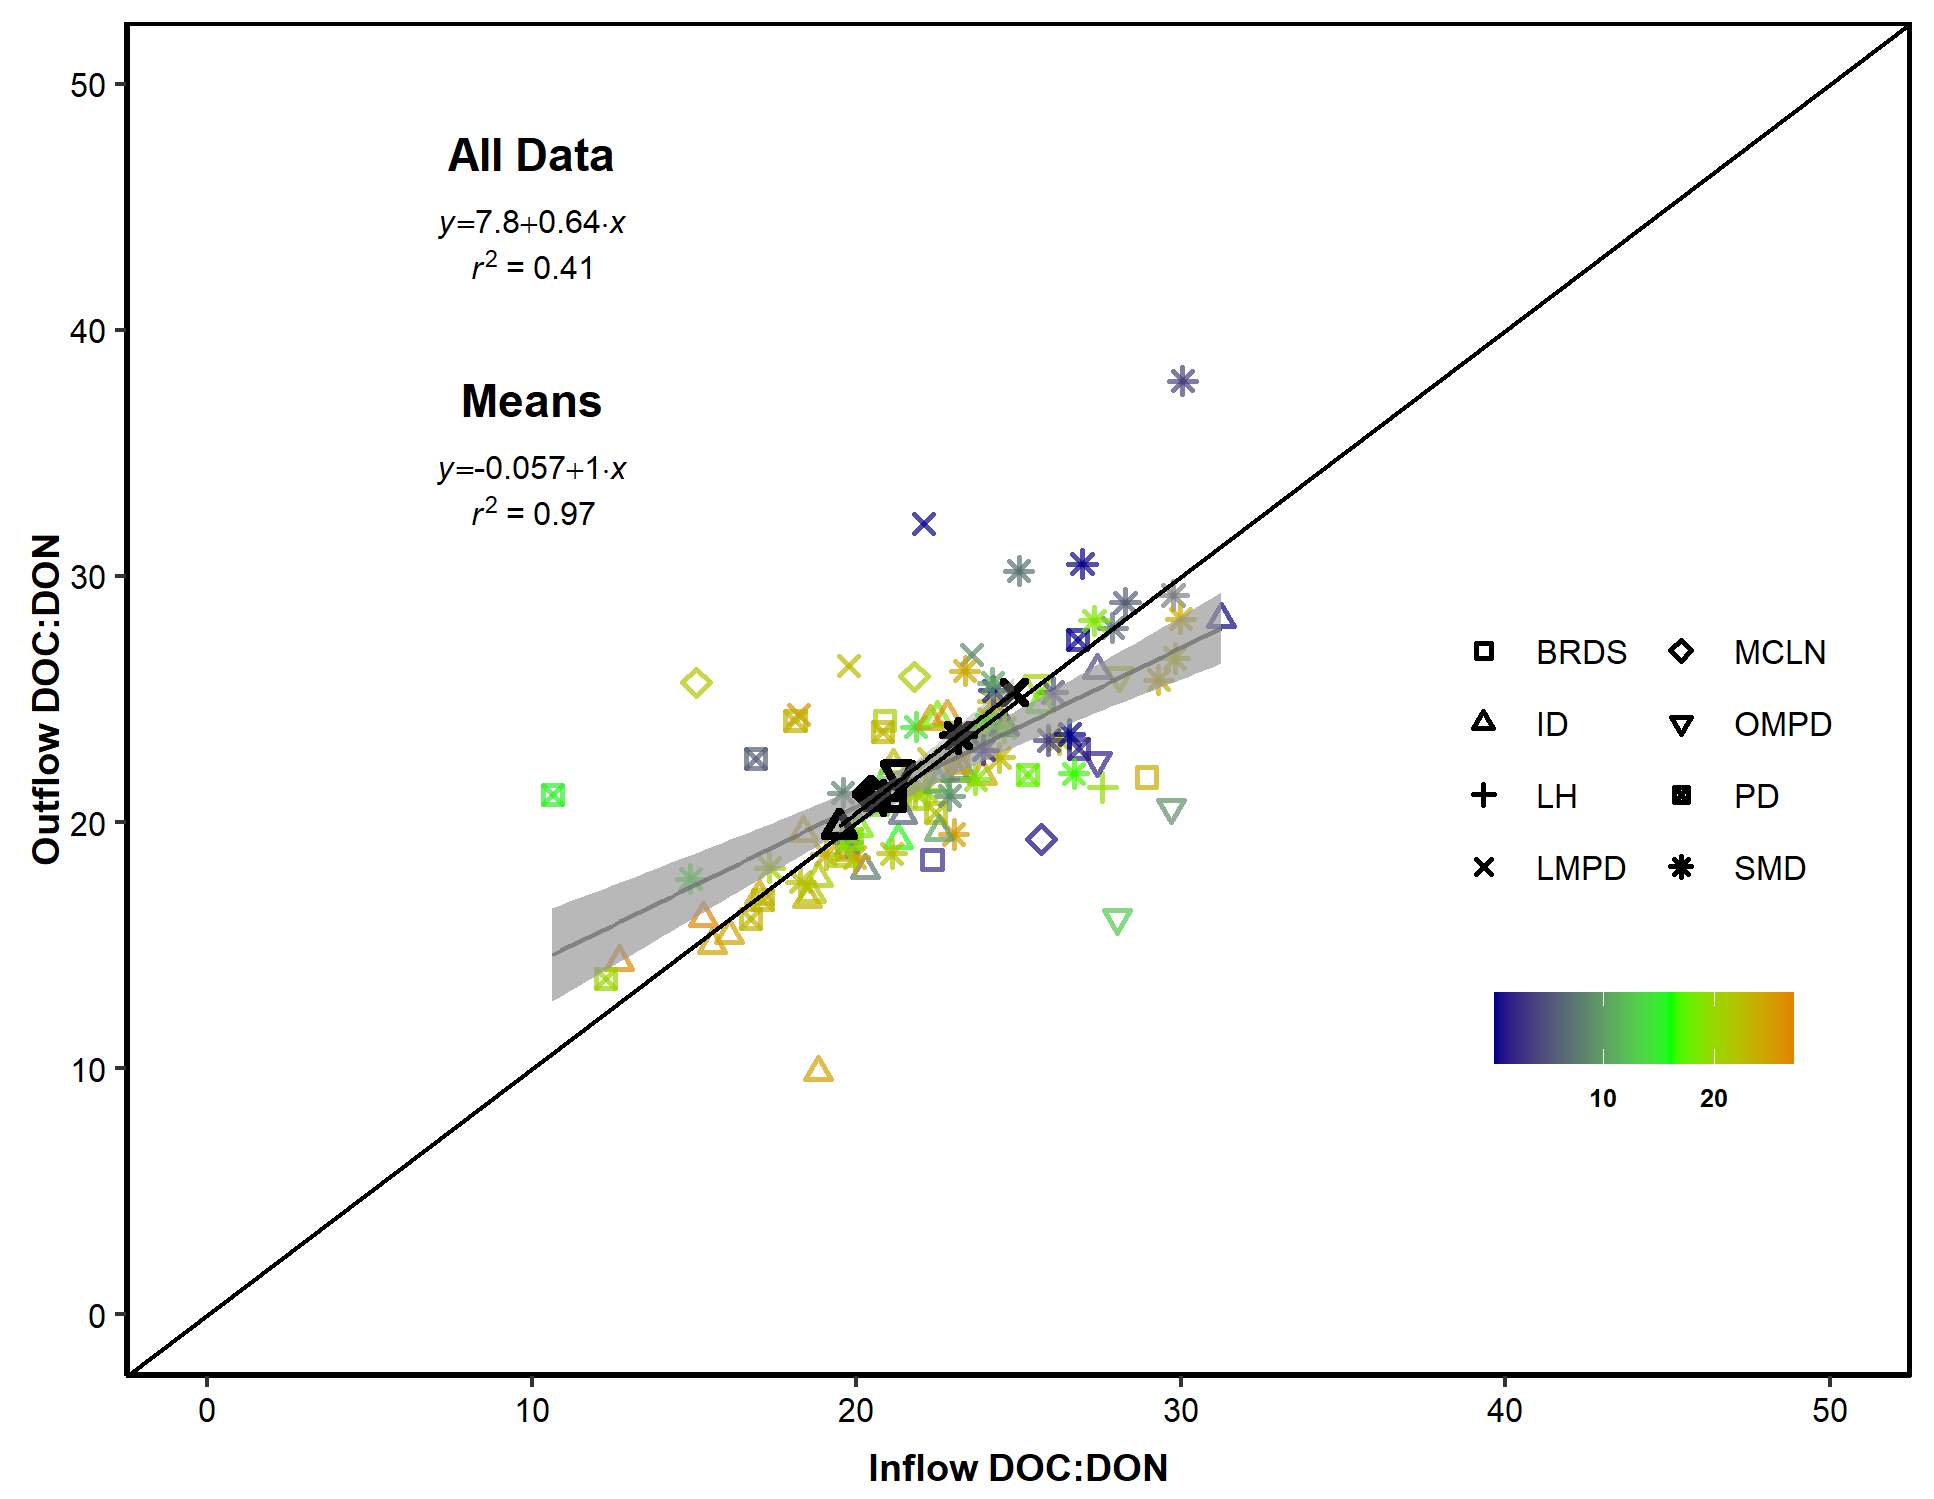 All Data
y=7.8+0.64·x
r² = 0.41
Means
y=-0.057+1·x
r² = 0.97
50
40
30
20
10
0
Outflow DOC:DON
BRDS
MCLN
ID
OMPD
LH
PD
LMPD
SMD
10
20
0
10
20
30
40
50
Inflow DOC:DON